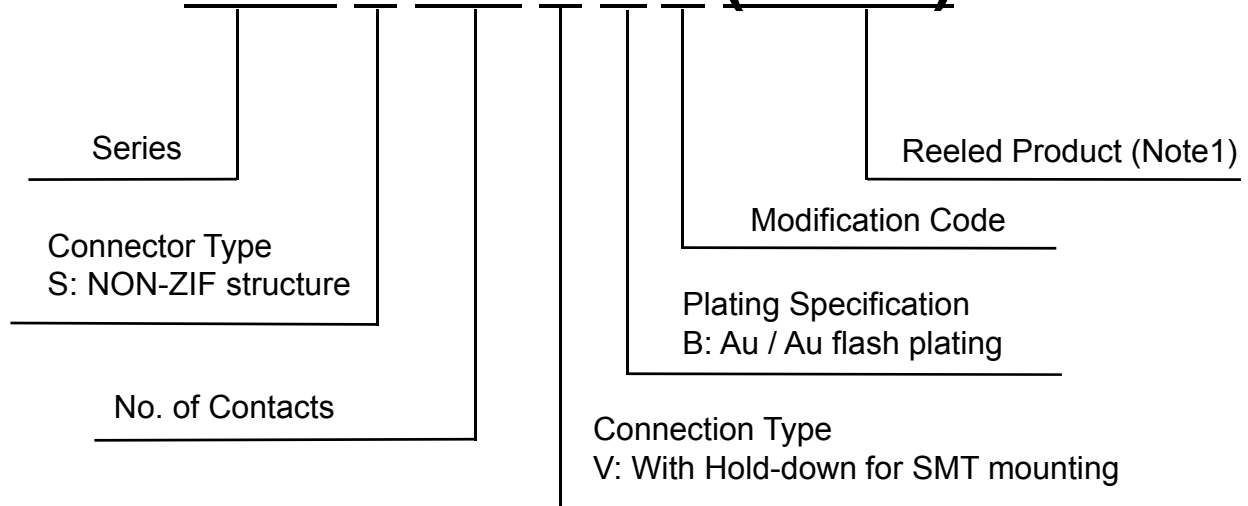 Series
Reeled Product (Note1)
Modification Code
Connector Type
S: NON-ZIF structure
Plating Specification
B: Au / Au flash plating
No. of Contacts
Connection Type
V: With Hold-down for SMT mounting